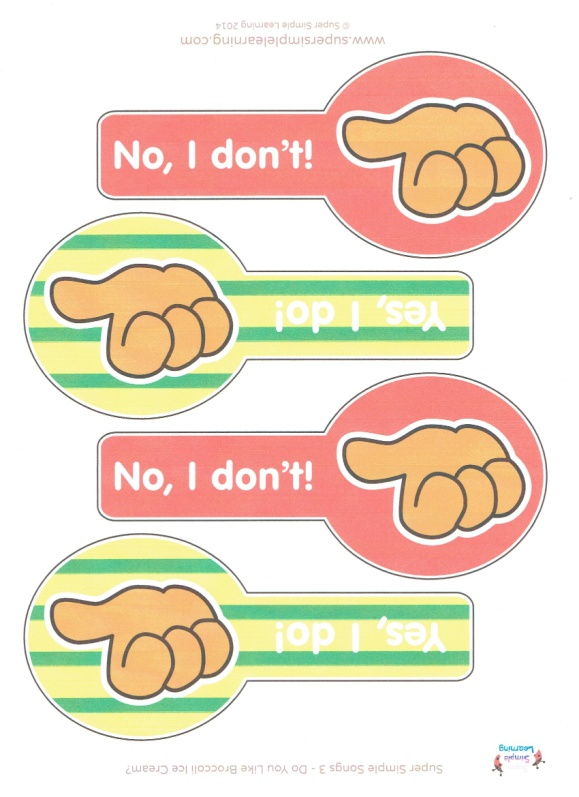 © Super Simple Learning 2014
www.supersimplelearning.com
No, I don't!
Yes, I do!
No, I don't!
Yes, I do!
Simple
Learning
Super Simple Songs 3 - Do You Like Broccoli Ice Cream?